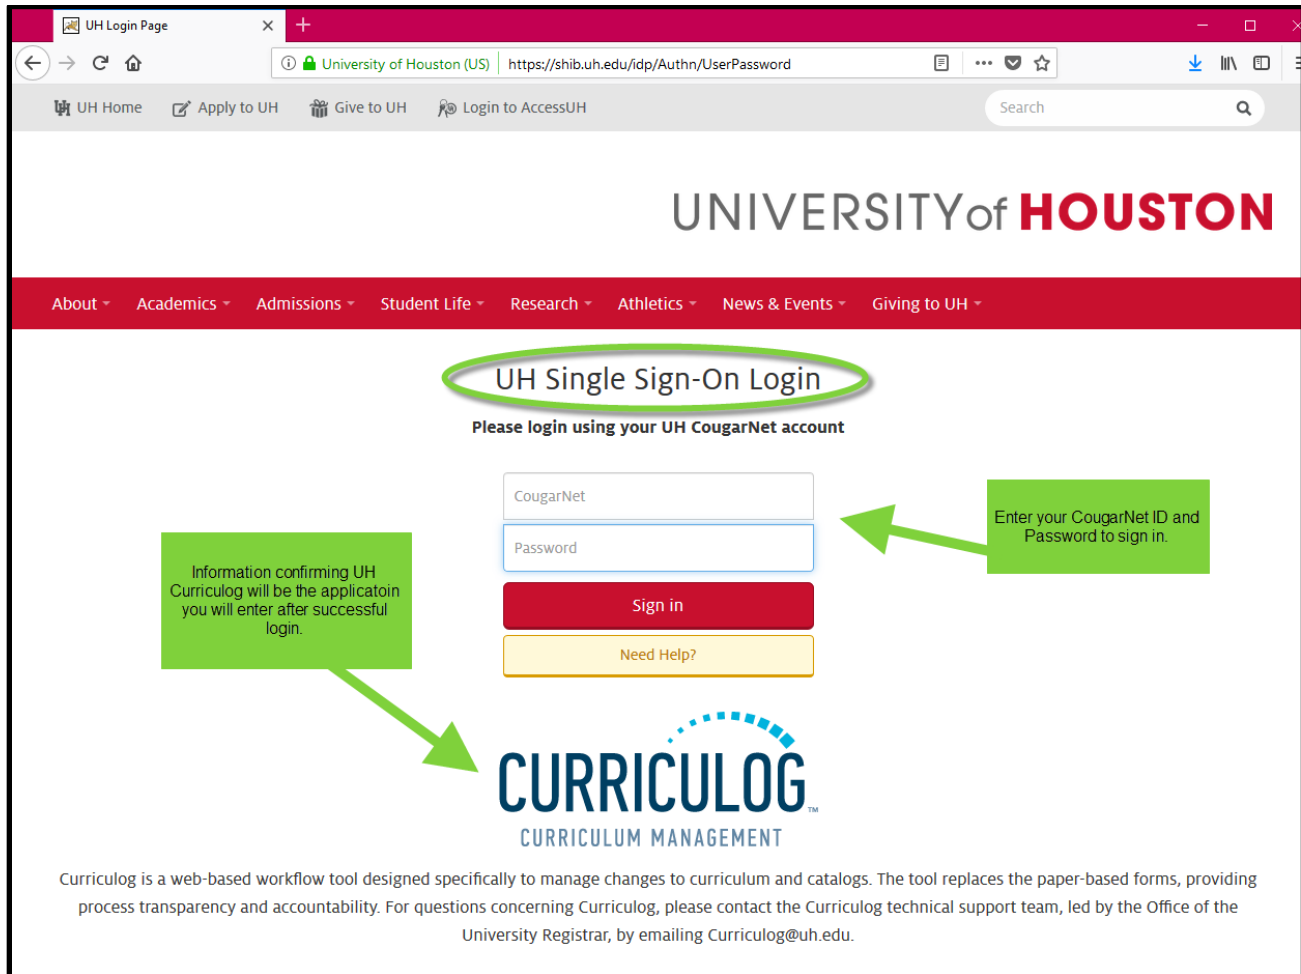 UH Login Page
University of Houston (US) https://shib.uh.edu/idp/Authn/UserPassword
UH Home Apply to UH Give to UH Login to AccessUH Search
UNIVERSITY of HOUSTON
About Academics Admissions Student Life Research Athletics News & Events Giving to UH
UH Single Sign-On Login
Please login using your UH CougarNet account
CougarNet
Password
Enter your CougarNet ID and
Password to sign in.
Information confirming UH
Curriculog will be the applicatoin
you will enter after successful
login.
Sign in
Need Help?
CURRICULOG™
CURRICULUM MANAGEMENT
Curriculog is a web-based workflow tool designed specifically to manage changes to curriculum and catalogs. The tool replaces the paper-based forms, providing
process transparency and accountability. For questions concerning Curriculog, please contact the Curriculog technical support team, led by the Office of the
University Registrar, by emailing Curriculog@uh.edu.